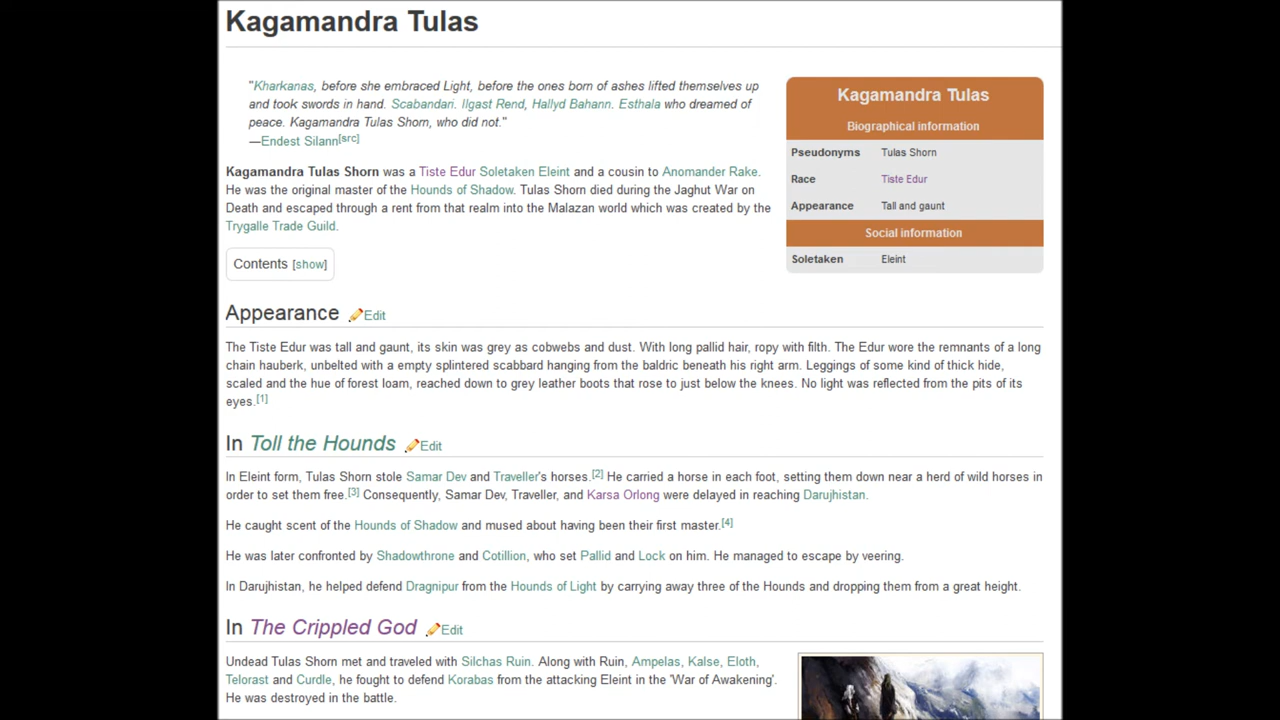 Kagamandra Tulas
"Kharkanas, before she embraced Light, before the ones born of ashes lifted themselves up
and took swords in hand. Scabandari. Ilgast Rend, Hallyd Bahann. Esthala who dreamed of
peace. Kagamandra Tulas Shorn, who did not."
―Endest Silann[src]
Kagamandra Tulas Shorn was a Tiste Edur Soletaken Eleint and a cousin to Anomander Rake.
He was the original master of the Hounds of Shadow. Tulas Shorn died during the Jaghut War on
Death and escaped through a rent from that realm into the Malazan world which was created by the
Trygalle Trade Guild.
Contents [show]
Kagamandra Tulas
Biographical information
Pseudonyms Tulas Shorn
Race Tiste Edur
Appearance Tall and gaunt
Social information
Soletaken Eleint
Appearance Edit
The Tiste Edur was tall and gaunt, its skin was grey as cobwebs and dust. With long pallid hair, ropy with filth. The Edur wore the remnants of a long
chain hauberk, unbelted with a empty splintered scabbard hanging from the baldric beneath his right arm. Leggings of some kind of thick hide,
scaled and the hue of forest loam, reached down to grey leather boots that rose to just below the knees. No light was reflected from the pits of its
eyes.[1]
In Toll the Hounds Edit
In Eleint form, Tulas Shorn stole Samar Dev and Traveller's horses.[2] He carried a horse in each foot, setting them down near a herd of wild horses in
order to set them free.[3] Consequently, Samar Dev, Traveller, and Karsa Orlong were delayed in reaching Darujhistan.
He caught scent of the Hounds of Shadow and mused about having been their first master.[4]
He was later confronted by Shadowthrone and Cotillion, who set Pallid and Lock on him. He managed to escape by veering.
In Darujhistan, he helped defend Dragnipur from the Hounds of Light by carrying away three of the Hounds and dropping them from a great height.
In The Crippled God Edit
Undead Tulas Shorn met and traveled with Silchas Ruin. Along with Ruin, Ampelas, Kalse, Eloth,
Telorast and Curdle, he fought to defend Korabas from the attacking Eleint in the 'War of Awakening'.
He was destroyed in the battle.